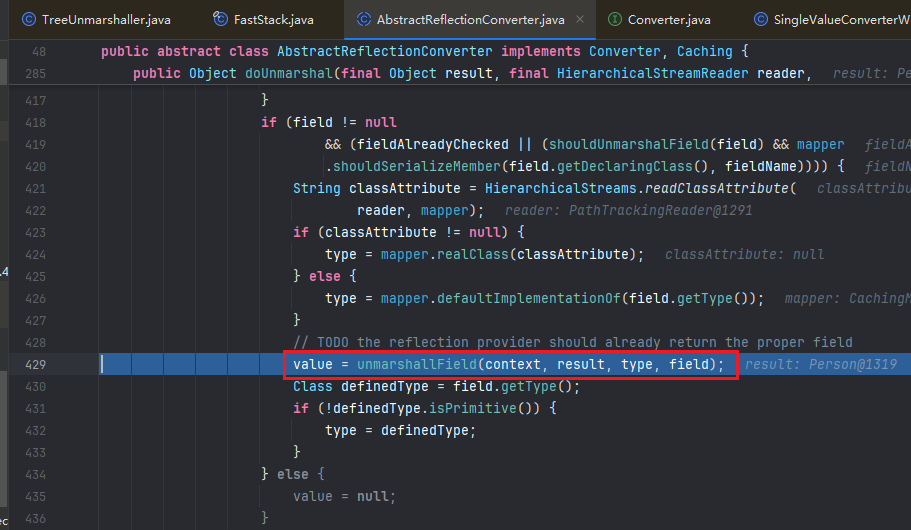 TreeUnmarshaller.java FastStack.java AbstractReflectionConverter.java × Converter.java SingleValueConverterW
48 public abstract class AbstractReflectionConverter implements Converter, Caching {
285 public Object doUnmarshal(final Object result, final HierarchicalStreamReader reader, result: Pe
417 }
418 if (field != null
419 && (fieldAlreadyChecked || (shouldUnmarshalField(field) && mapper fieldA
420 .shouldSerializeMember(field.getDeclaringClass(), fieldName)))) { fieldN
421 String classAttribute = HierarchicalStreams.readClassAttribute( classAttribu
422 reader, mapper); reader: PathTrackingReader@1291
423 if (classAttribute != null) {
424 type = mapper.realClass(classAttribute); classAttribute: null
.4
425 } else {
426 type = mapper.defaultImplementationOf(field.getType()); mapper: CachingM
427 }
428 // TODO the reflection provider should already return the proper field
429 value = unmarshallField(context, result, type, field); result: Person@1319
430 Class definedType = field.getType();
431 if (!definedType.isPrimitive()) {
432 type = definedType;
433 }
434 } else {
435 value = null;
ec
436 }